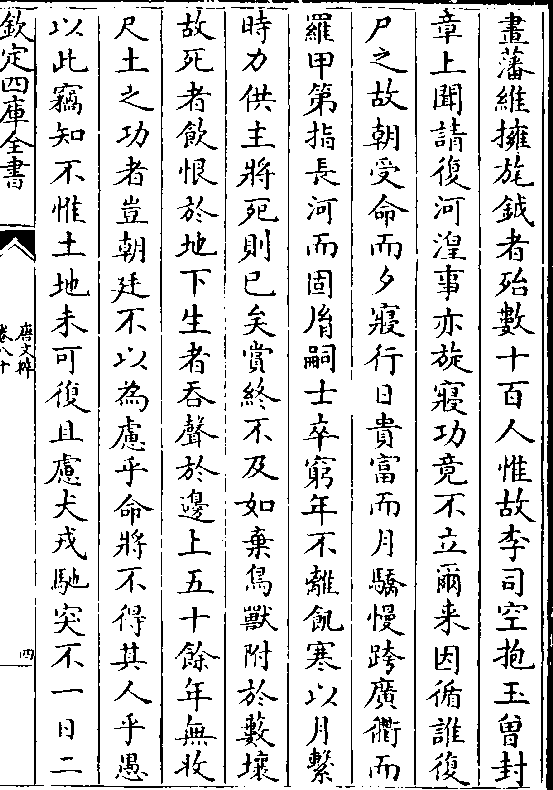 畫藩維擁旄鉞者殆數十百人惟故李司空抱玉曽封
章上聞請復河湟事亦旋寢功竟不立爾来因循誰復
尸之故朝受命而夕寢行日貴富而月驕慢跨廣衢而
羅甲第指長河而固胤嗣士卒窮年不離飢寒以月繫
時力供主將死則已矣賞終不及如棄鳥獸附於藪壤
故死者飲恨於地下生者吞聲於邊上五十餘年無收
尺土之功者豈朝廷不以為慮乎命將不得其人乎愚
以此竊知不惟土地未可復且慮犬戎馳突不一日二
欽定四庫全書
唐文粹
卷八十
四